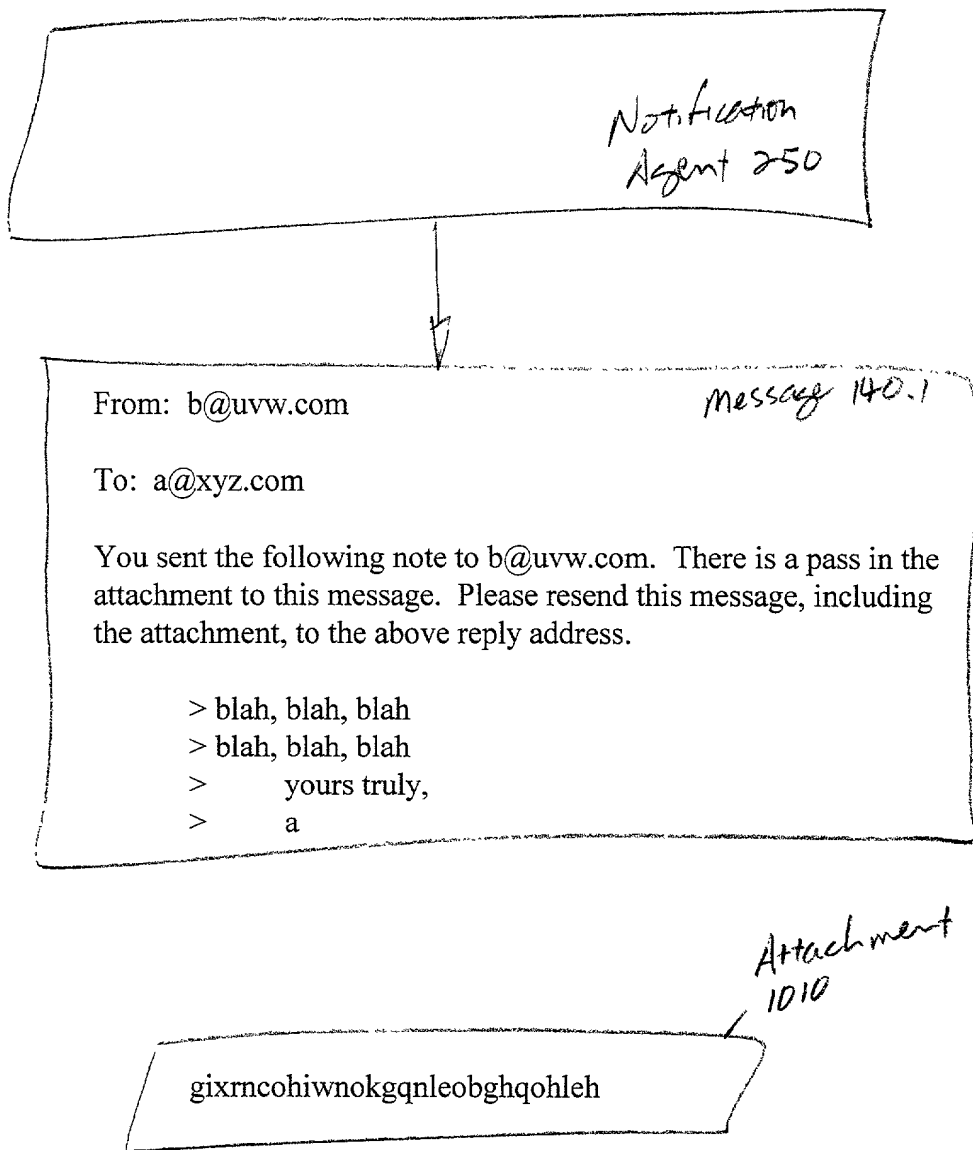 Notification
Agent 250
From: b@uvw.com
Message 140.1
To: a@xyz.com
You sent the following note to b@uvw.com. There is a pass in the
attachment to this message. Please resend this message, including
the attachment, to the above reply address.
> blah, blah, blah
> blah, blah, blah
> yours truly,
> a
Attachment
1010
gixrncohiwnokgqnleobghqohleh